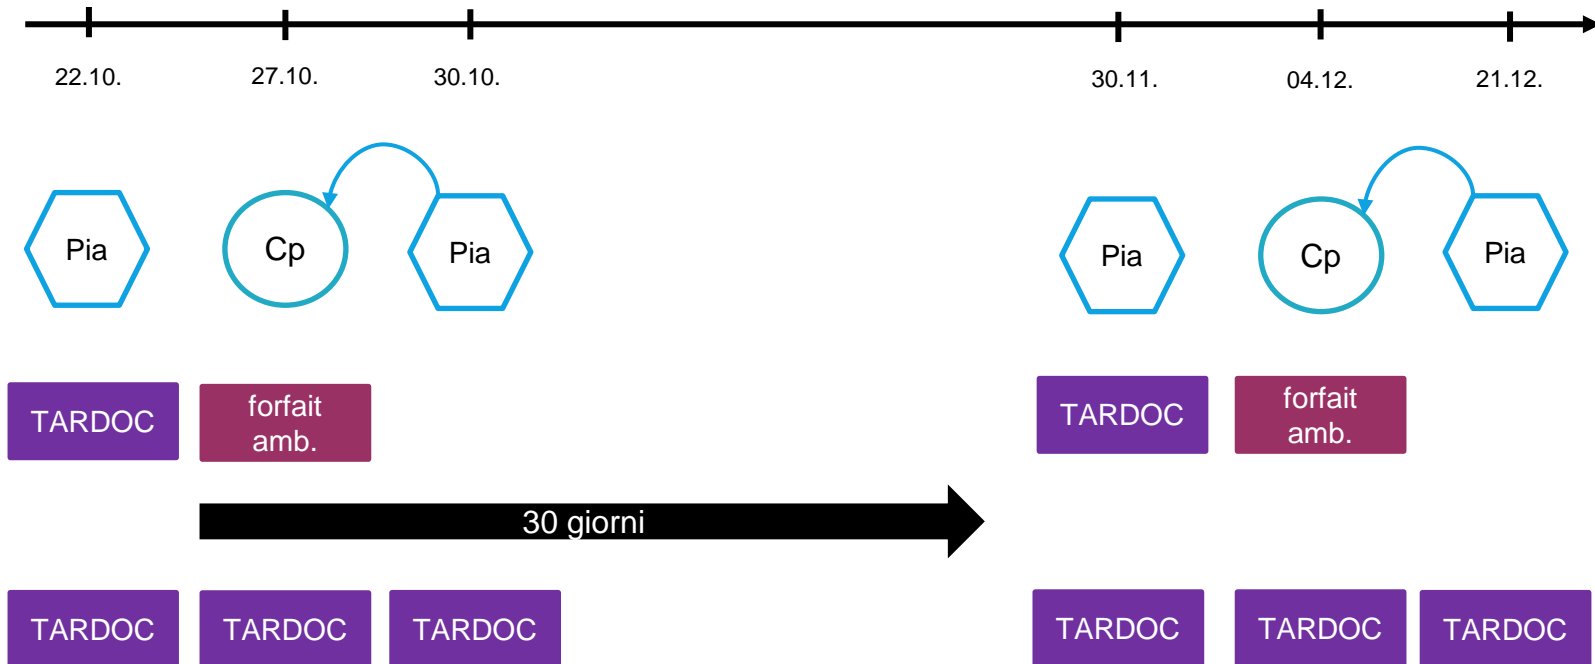 22.10.
27.10.
30.10.
30.11.
04.12.
21.12.
Pia
Cp
Pia
Pia
Cp
Pia
TARDOC
forfait
amb.
TARDOC
forfait
amb.
30 giorni
TARDOC
TARDOC
TARDOC
TARDOC
TARDOC
TARDOC